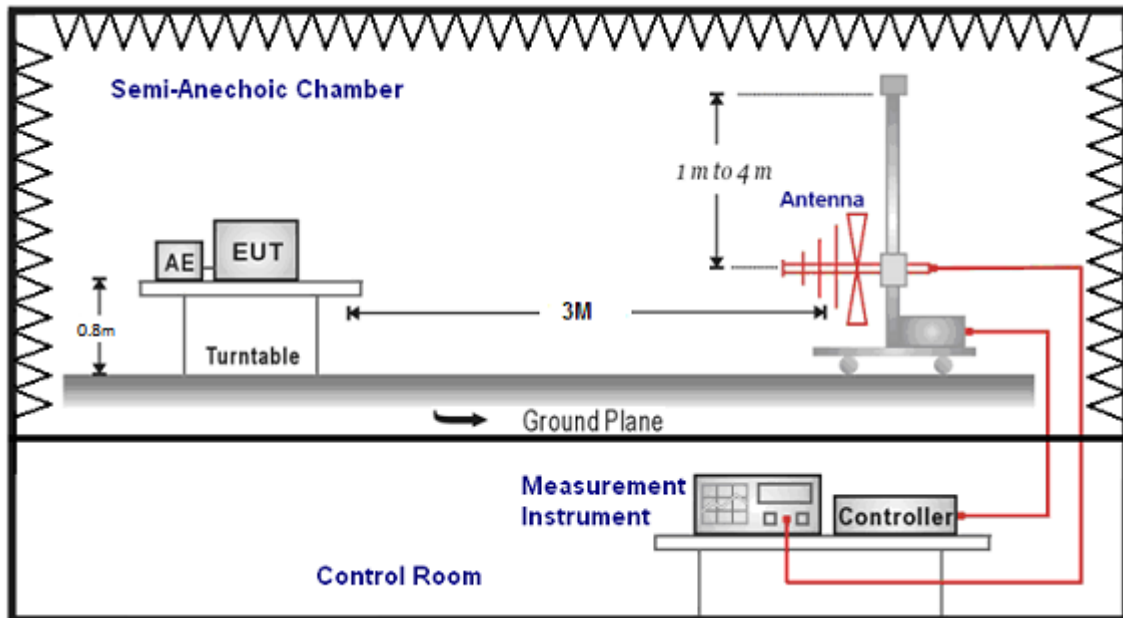 Semi-Anechoic Chamber
1 m to 4 m
Antenna
AE
EUT
0.8m
3M
Turntable
Ground Plane
Measurement
Instrument
Controller
Control Room